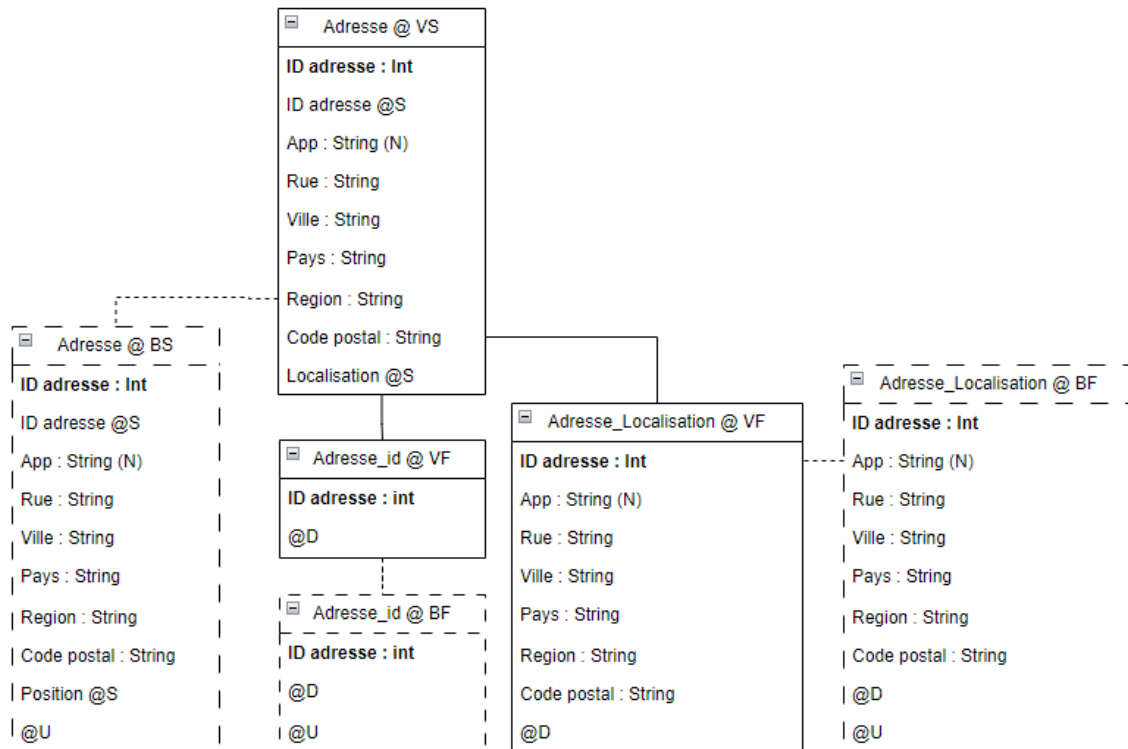 Adresse @ VS
ID adresse : Int
ID adresse @S
App : String (N)
Rue : String
Ville : String
Pays : String
Region : String
Code postal : String
Localisation @S
Adresse @ BS
ID adresse : Int
ID adresse @S
App : String (N)
Rue : String
Ville : String
Pays : String
Region : String
Code postal : String
Position @S
@U
Adresse_id @ VF
ID adresse : int
@D
Adresse_id @ BF
ID adresse : int
@D
@U
Adresse_Localisation @ VF
ID adresse : Int
App : String (N)
Rue : String
Ville : String
Pays : String
Region : String
Code postal : String
@D
Adresse_Localisation @ BF
ID adresse : Int
App : String (N)
Rue : String
Ville : String
Pays : String
Region : String
Code postal : String
@D
@U